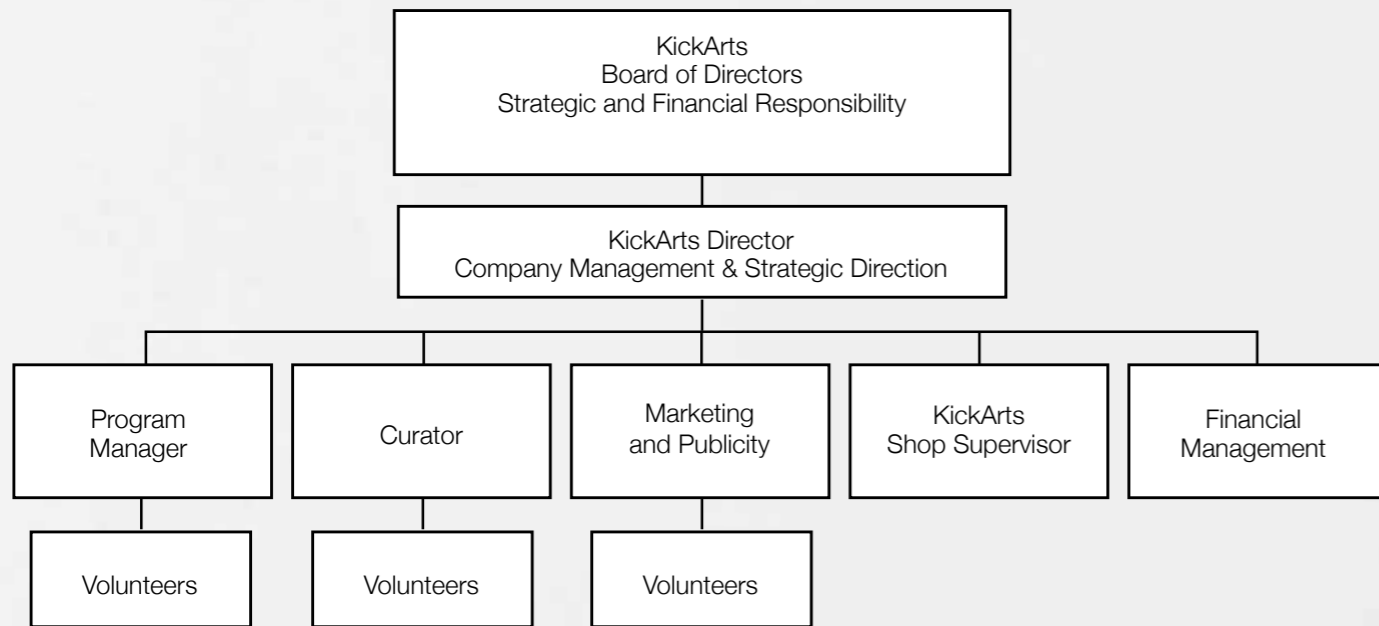 KickArts
Board of Directors
Strategic and Financial Responsibility
KickArts Director
Company Management & Strategic Direction
Program
Manager
Curator
Marketing
and Publicity
KickArts
Shop Supervisor
Financial
Management
Volunteers
Volunteers
Volunteers